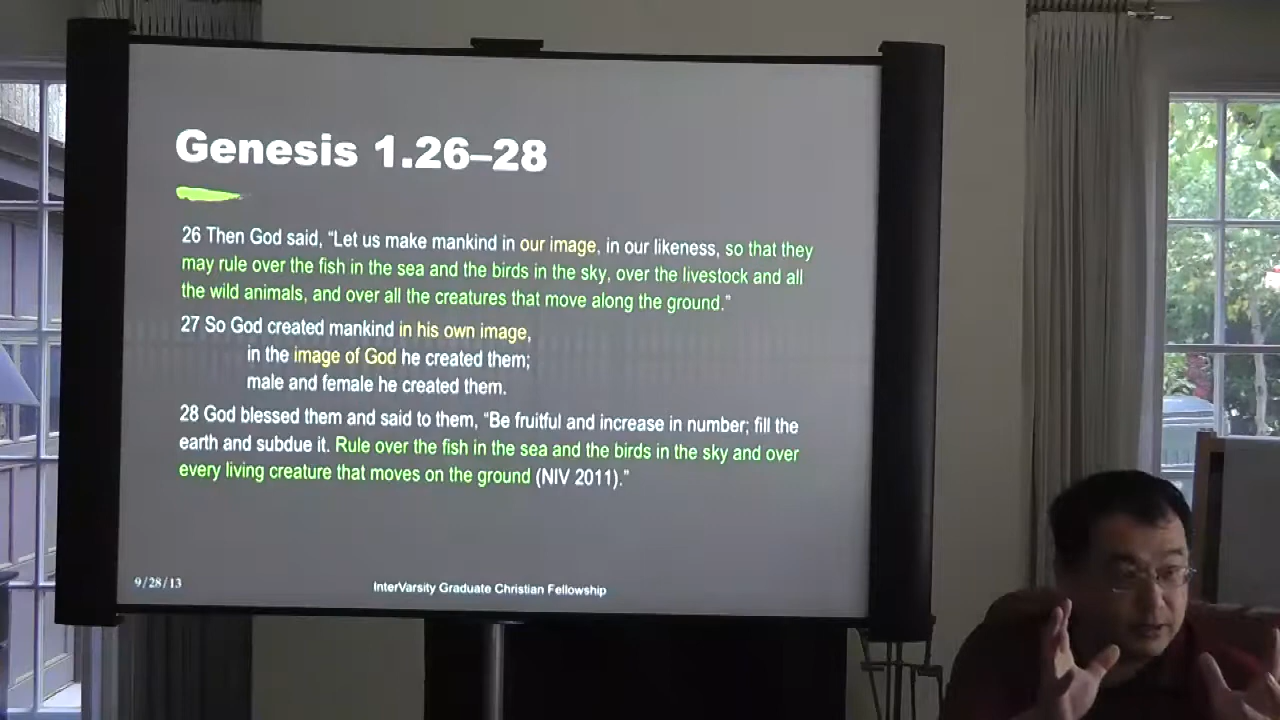 Genesis 1.26–28
26 Then God said, “Let us make mankind in our image, in our likeness, so that they
may rule over the fish in the sea and the birds in the sky, over the livestock and all
the wild animals, and over all the creatures that move along the ground.”
27 So God created mankind in his own image,
in the image of God he created them;
male and female he created them.
28 God blessed them and said to them, “Be fruitful and increase in number; fill the
earth and subdue it. Rule over the fish in the sea and the birds in the sky and over
every living creature that moves on the ground (NIV 2011).”
9/28/13
InterVarsity Graduate Christian Fellowship